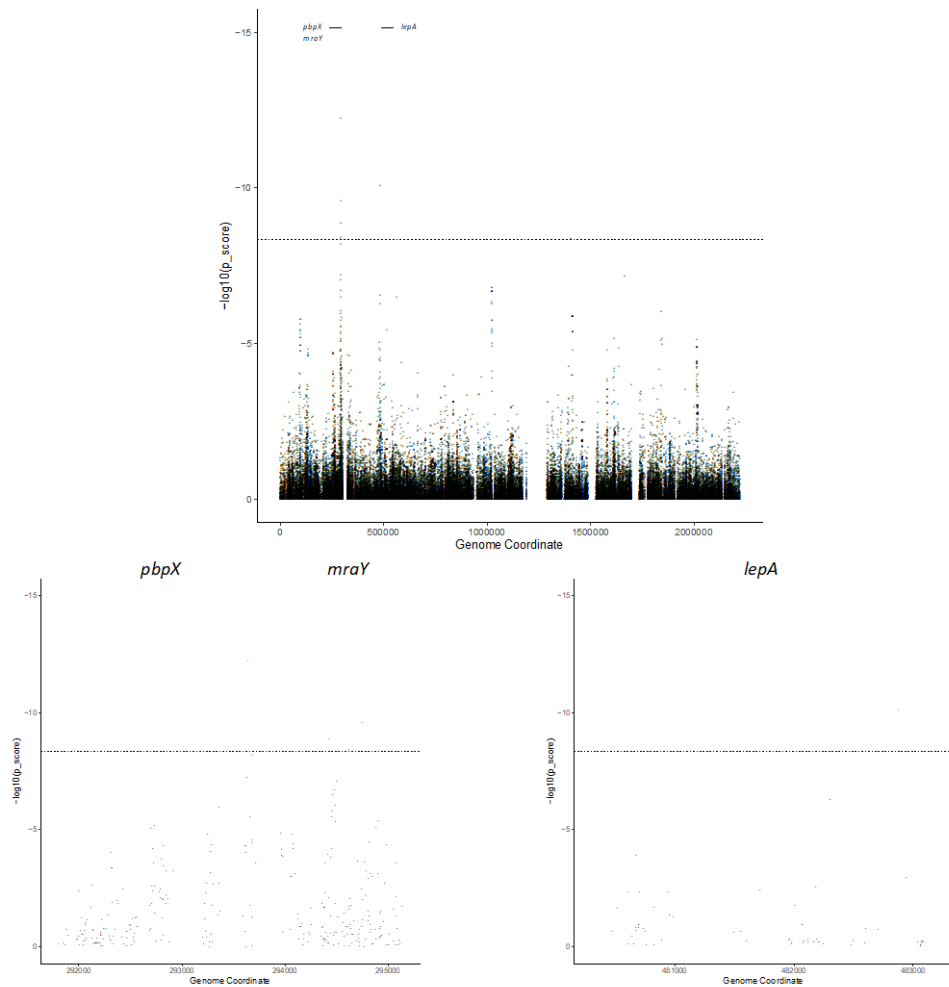 pbpX
lepA
mraY
−15
−10
−5
0
−log10(p_score)
0
500000
1000000
1500000
2000000
Genome Coordinate
pbpX
mraY
lepA
−15
−10
−5
0
−log10(p_score)
292000
293000
294000
295000
Genome Coordinate
−15
−10
−5
0
−log10(p_score)
481000
482000
483000
Genome Coordinate